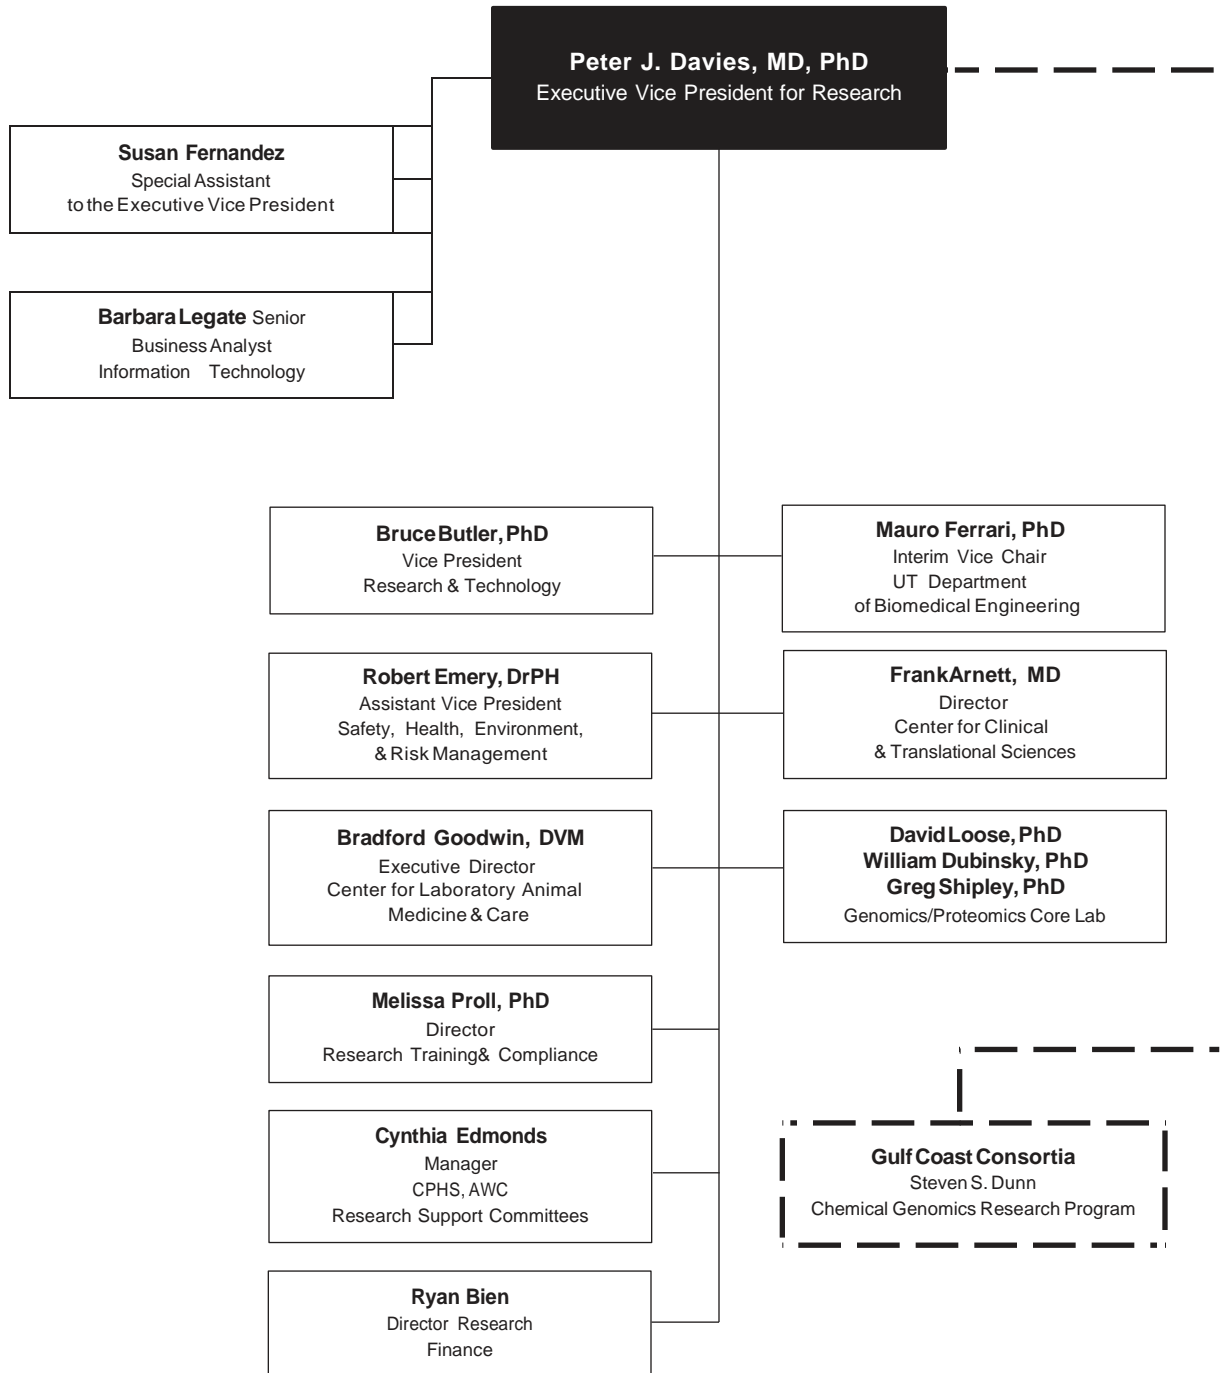 Peter J. Davies, MD, PhD
Executive Vice President for Research
Susan Fernandez
Special Assistant
to the Executive Vice President
Barbara Legate Senior
Business Analyst
Information Technology
Bruce Butler, PhD
Vice President
Research & Technology
Mauro Ferrari, PhD
Interim Vice Chair
UT Department
of Biomedical Engineering
Robert Emery, DrPH
Assistant Vice President
Safety, Health, Environment,
& Risk Management
Frank Arnett, MD
Director
Center for Clinical
& Translational Sciences
Bradford Goodwin, DVM
Executive Director
Center for Laboratory Animal
Medicine & Care
David Loose, PhD
William Dubinsky, PhD
Greg Shipley, PhD
Genomics/Proteomics Core Lab
Melissa Proll, PhD
Director
Research Training& Compliance
Cynthia Edmonds
Manager
CPHS, AWC
Research Support Committees
Gulf Coast Consortia
Steven S. Dunn
Chemical Genomics Research Program
Ryan Bien
Director Research
Finance